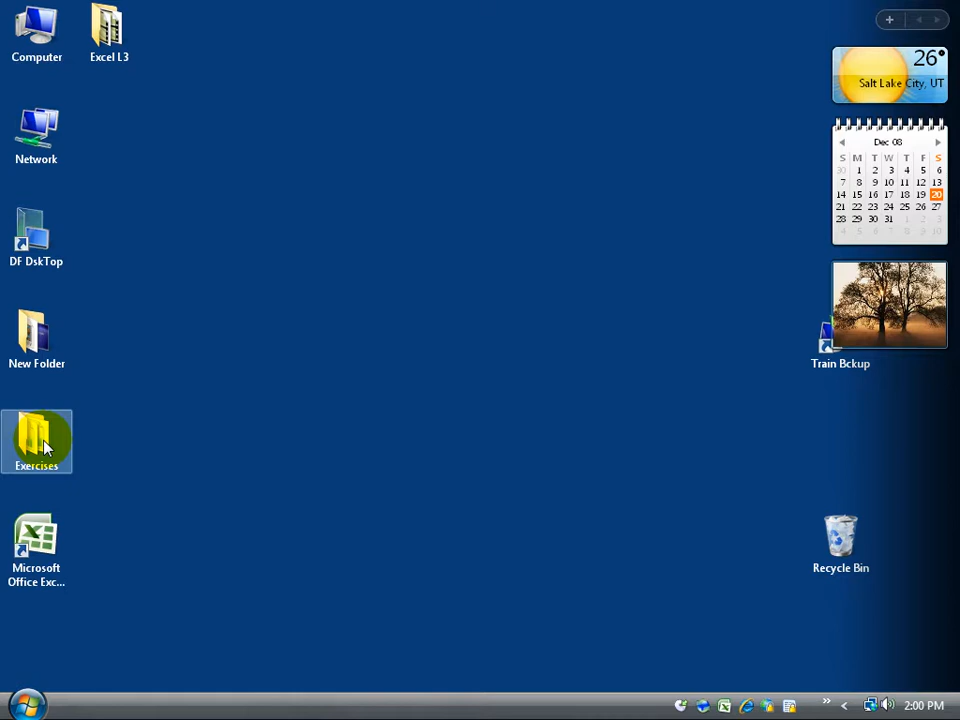 Computer
Excel L3
Network
DF DskTop
New Folder
Exercises
Microsoft
Office Exc...
26°
Salt Lake City, UT
Dec 08
S M T W T F S
30 1 2 3 4 5 6
7 8 9 10 11 12 13
14 15 16 17 18 19 20
21 22 23 24 25 26 27
28 29 30 31 1 2 3
4 5 6 7 8 9 10
Train Bckup
Recycle Bin
2:00 PM